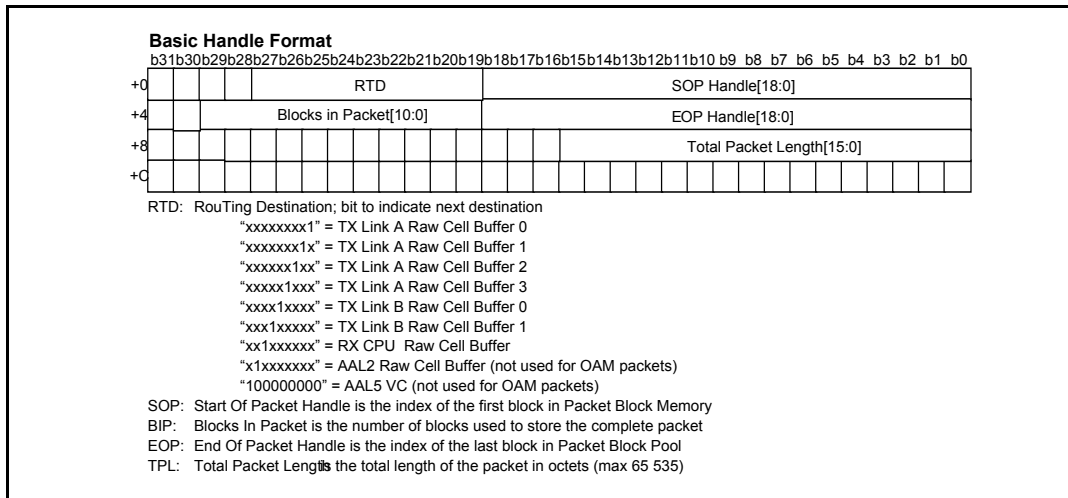 Basic Handle Format
b31b30b29b28b27b26b25b24b23b22b21b20b19b18b17b16b15b14b13b12b11b10 b9 b8 b7 b6 b5 b4 b3 b2 b1 b0
+0 RTD SOP Handle[18:0]
+4 Blocks in Packet[10:0] EOP Handle[18:0]
+8 Total Packet Length[15:0]
+C
RTD: RouTing Destination; bit to indicate next destination
“xxxxxxxx1” = TX Link A Raw Cell Buffer 0
“xxxxxxx1x” = TX Link A Raw Cell Buffer 1
“xxxxxx1xx” = TX Link A Raw Cell Buffer 2
“xxxxx1xxx” = TX Link A Raw Cell Buffer 3
“xxxx1xxxx” = TX Link B Raw Cell Buffer 0
“xxx1xxxxx” = TX Link B Raw Cell Buffer 1
“xx1xxxxxx” = RX CPU Raw Cell Buffer
“x1xxxxxxx” = AAL2 Raw Cell Buffer (not used for OAM packets)
“100000000” = AAL5 VC (not used for OAM packets)
SOP: Start Of Packet Handle is the index of the first block in Packet Block Memory
BIP: Blocks In Packet is the number of blocks used to store the complete packet
EOP: End Of Packet Handle is the index of the last block in Packet Block Pool
TPL: Total Packet Length is the total length of the packet in octets (max 65 535)